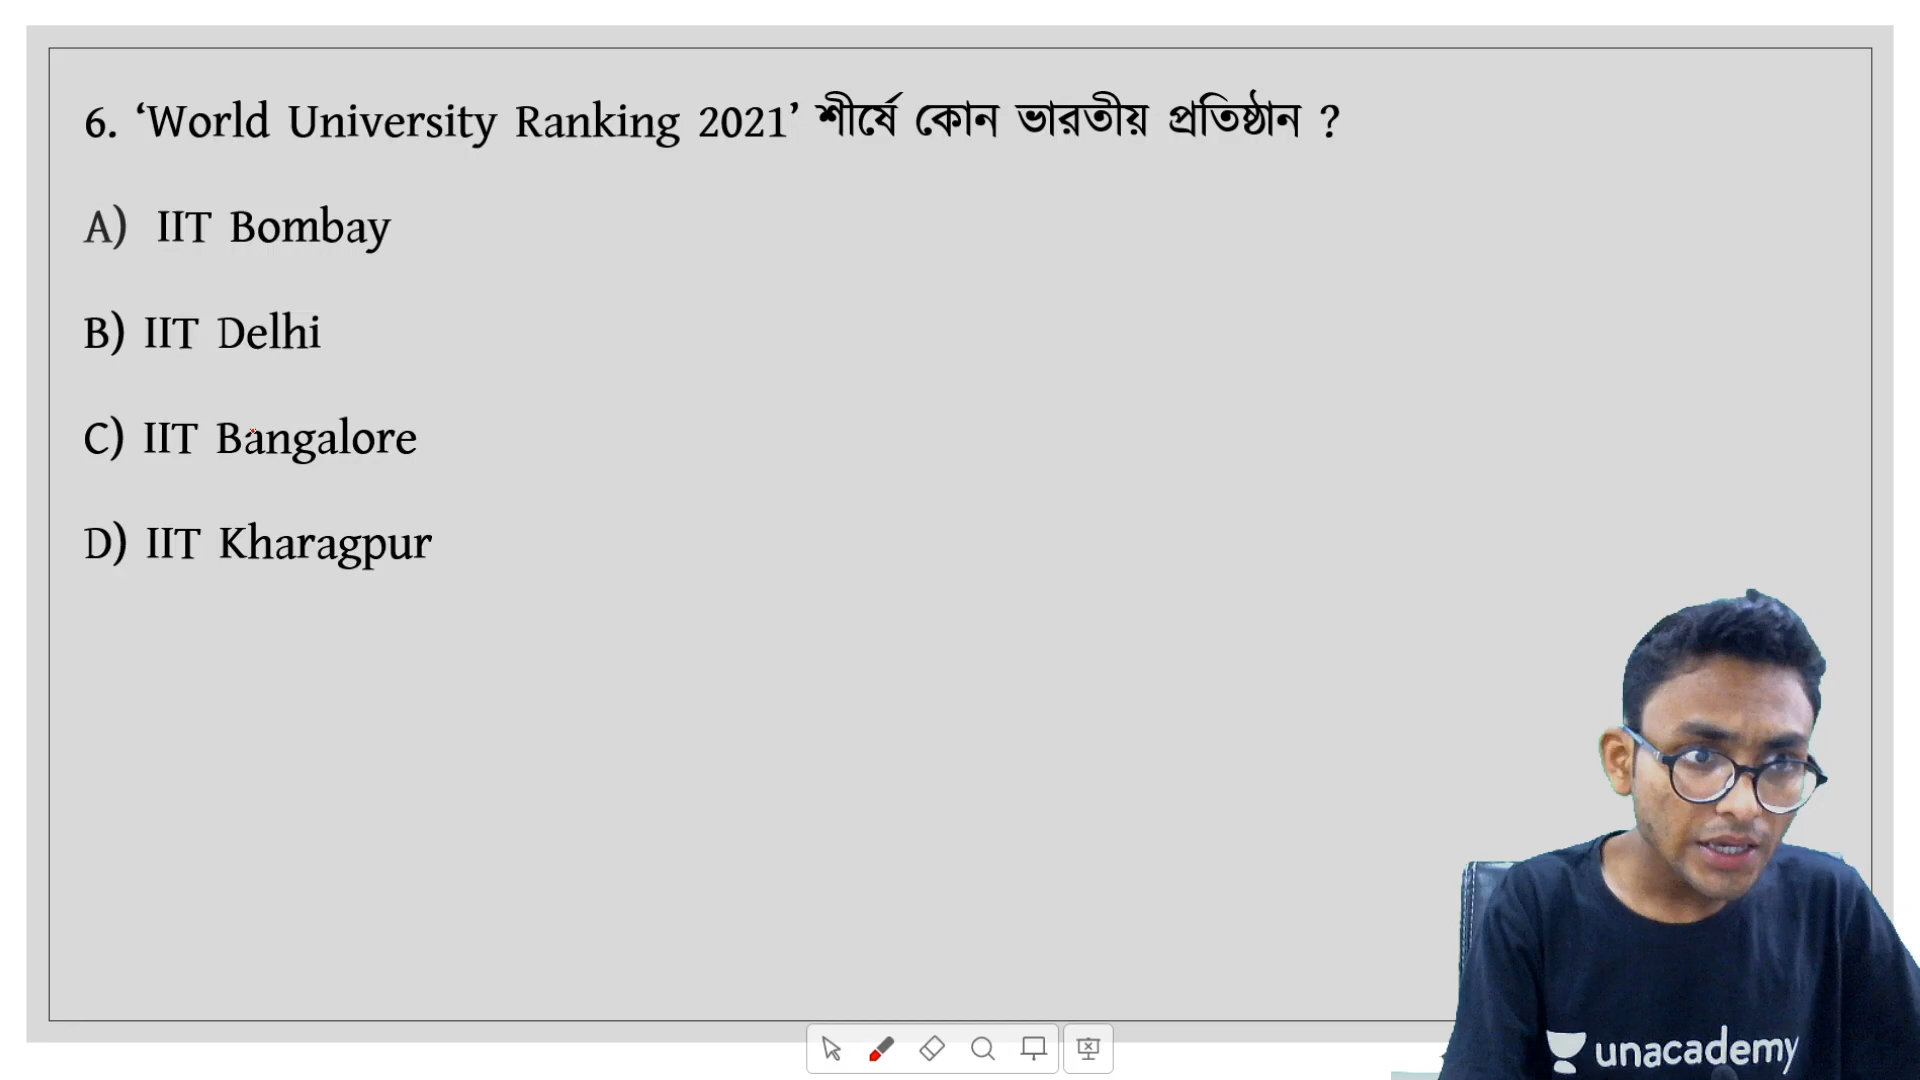 6. ‘World University Ranking 2021’ শীর্ষে কোন ভারতীয় প্রতিষ্ঠান ?
A) IIT Bombay
B) IIT Delhi
C) IIT Bangalore
D) IIT Kharagpur
unacademy